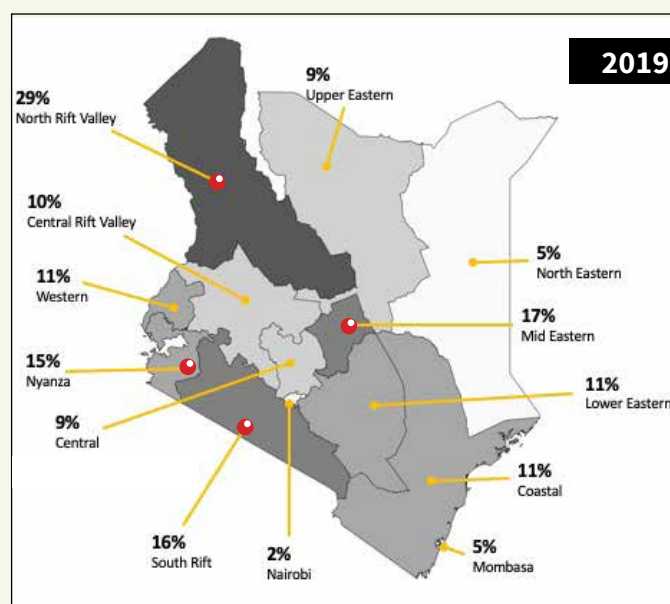 2019
9%
Upper Eastern
29%
North Rift Valley
10%
Central Rift Valley
11%
Western
5%
North Eastern
17%
Mid Eastern
15%
Nyanza
11%
Lower Eastern
9%
Central
11%
Coastal
16%
South Rift
2%
Nairobi
5%
Mombasa